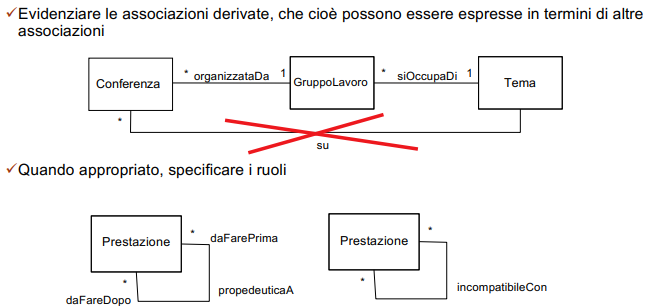 ✓Evidenziare le associazioni derivate, che cioè possono essere espresse in termini di altre
associazioni
Conferenza * organizzataDa 1 GruppoLavoro * siOccupaDi 1 Tema
*
su
✓Quando appropriato, specificare i ruoli
Prestazione * daFarePrima
* daFareDopo propedeuticaA
Prestazione *
* incompatibileCon